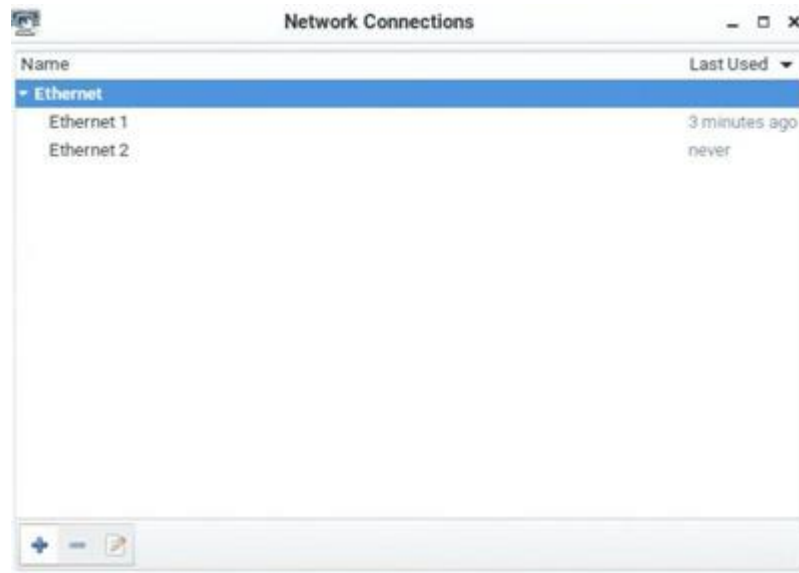 Network Connections
Name Last Used
Ethernet
Ethernet 1 3 minutes ago
Ethernet 2 never